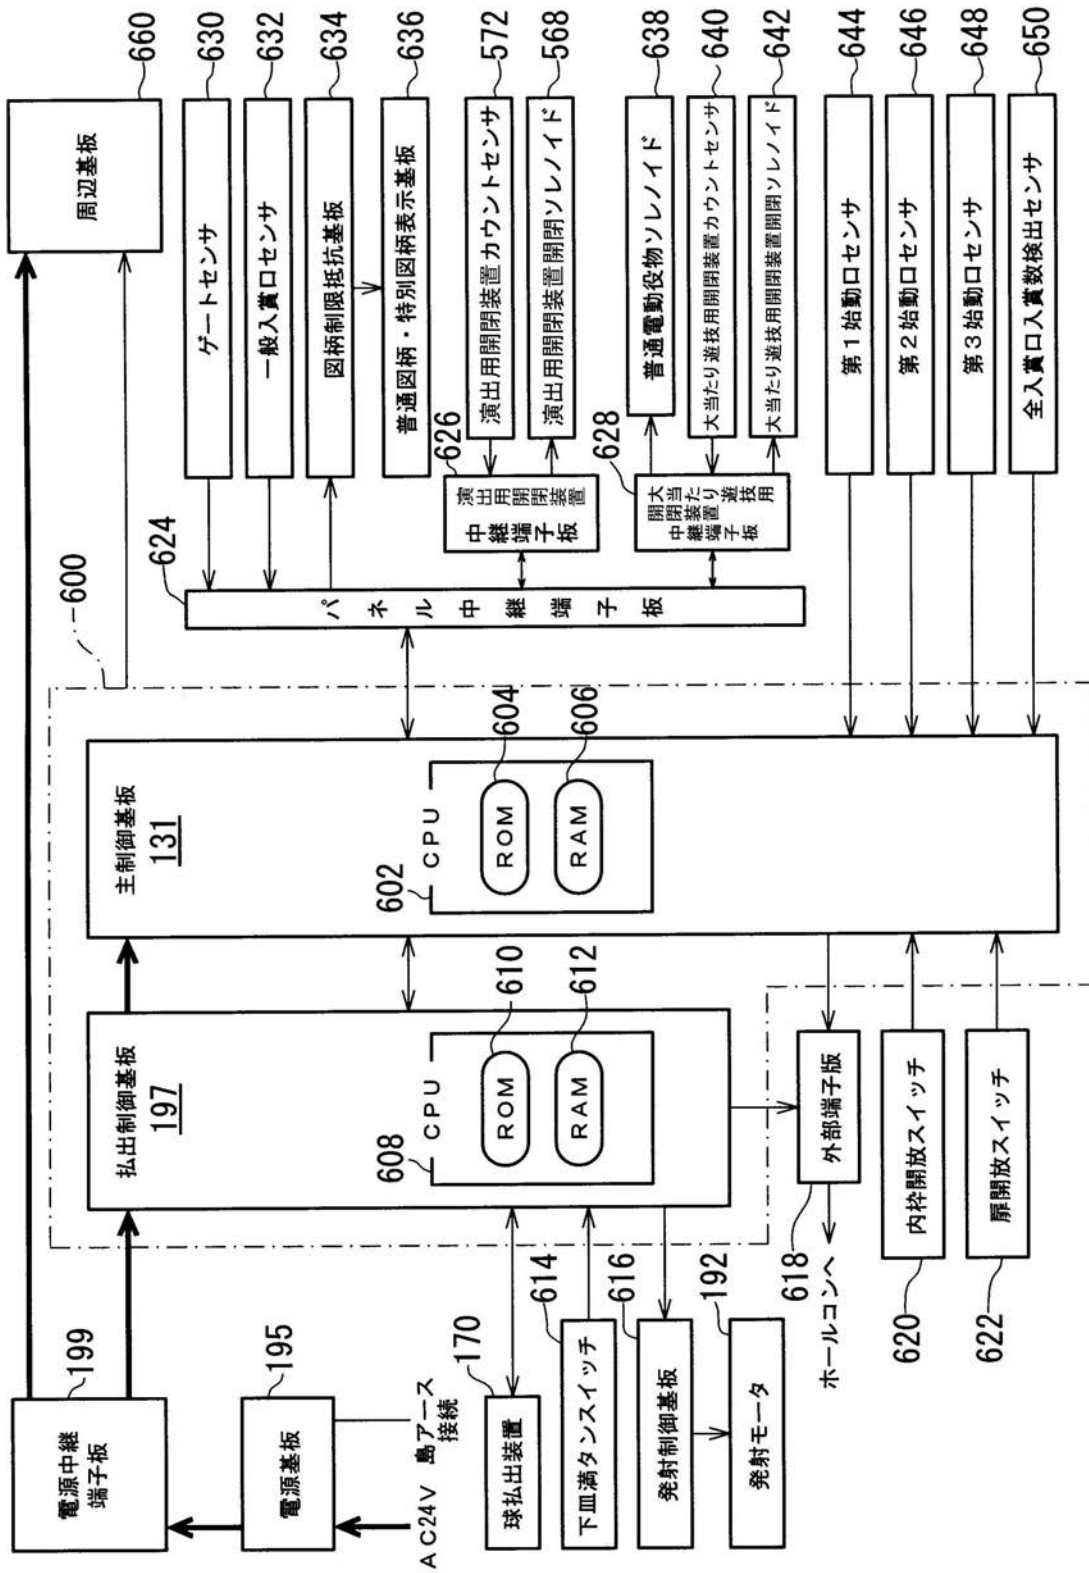 電源中継
端子板
199
電源基板
195
AC24V
島アース
接続
球払出装置
170
下皿満タンスイッチ
614
発射制御基板
616
発射モータ
192
払出制御基板
197
CPU
608
ROM
610
RAM
612
主制御基板
131
CPU
602
ROM
604
RAM
606
外部端子版
618
ホールコンへ
内枠開放スイッチ
620
扉開放スイッチ
622
600
パネル中継端子板
624
周辺基板
660
ゲートセンサ
630
一般入賞口センサ
632
図柄制限抵抗基板
634
普通図柄・特別図柄表示基板
636
演出用開閉装置
中継端子板
626
演出用開閉装置カウントセンサ
572
演出用開閉装置開閉ソレノイド
568
大当たり遊技用
開閉装置
中継端子板
628
普通電動役物ソレノイド
638
大当たり遊技用開閉装置カウントセンサ
640
大当たり遊技用開閉装置開閉ソレノイド
642
第1始動口センサ
644
第2始動口センサ
646
第3始動口センサ
648
全入賞口入賞数検出センサ
650